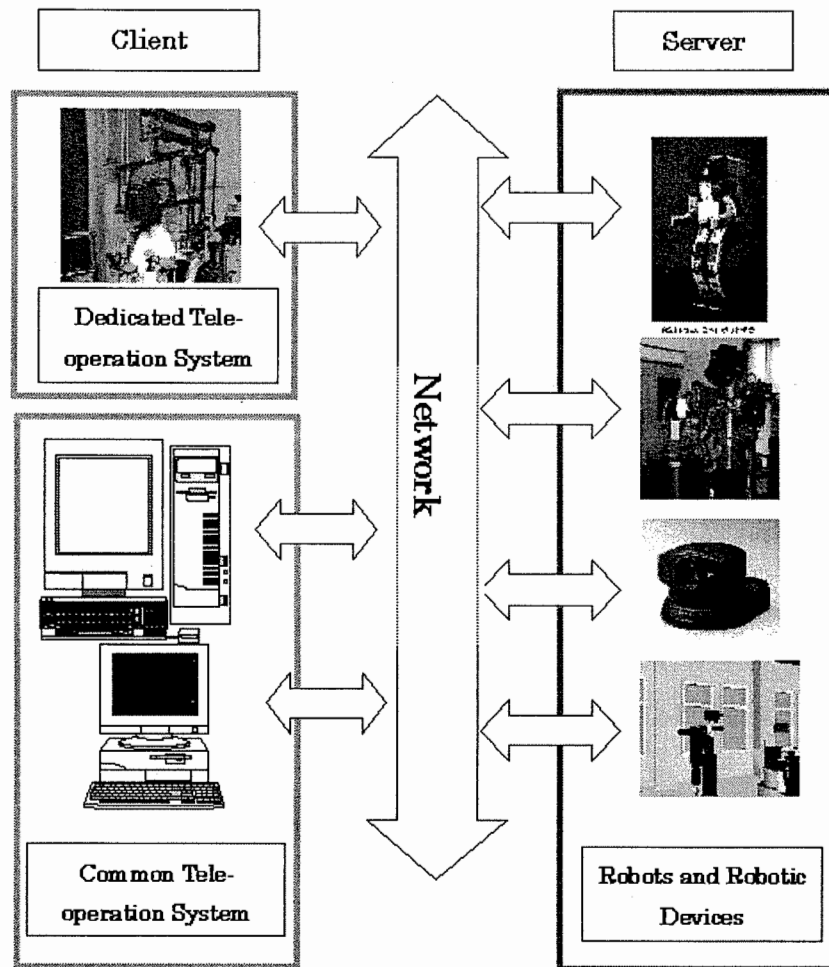 Client
Server
Dedicated Tele-
operation System
Network
Common Tele-
operation System
Robots and Robotic
Devices